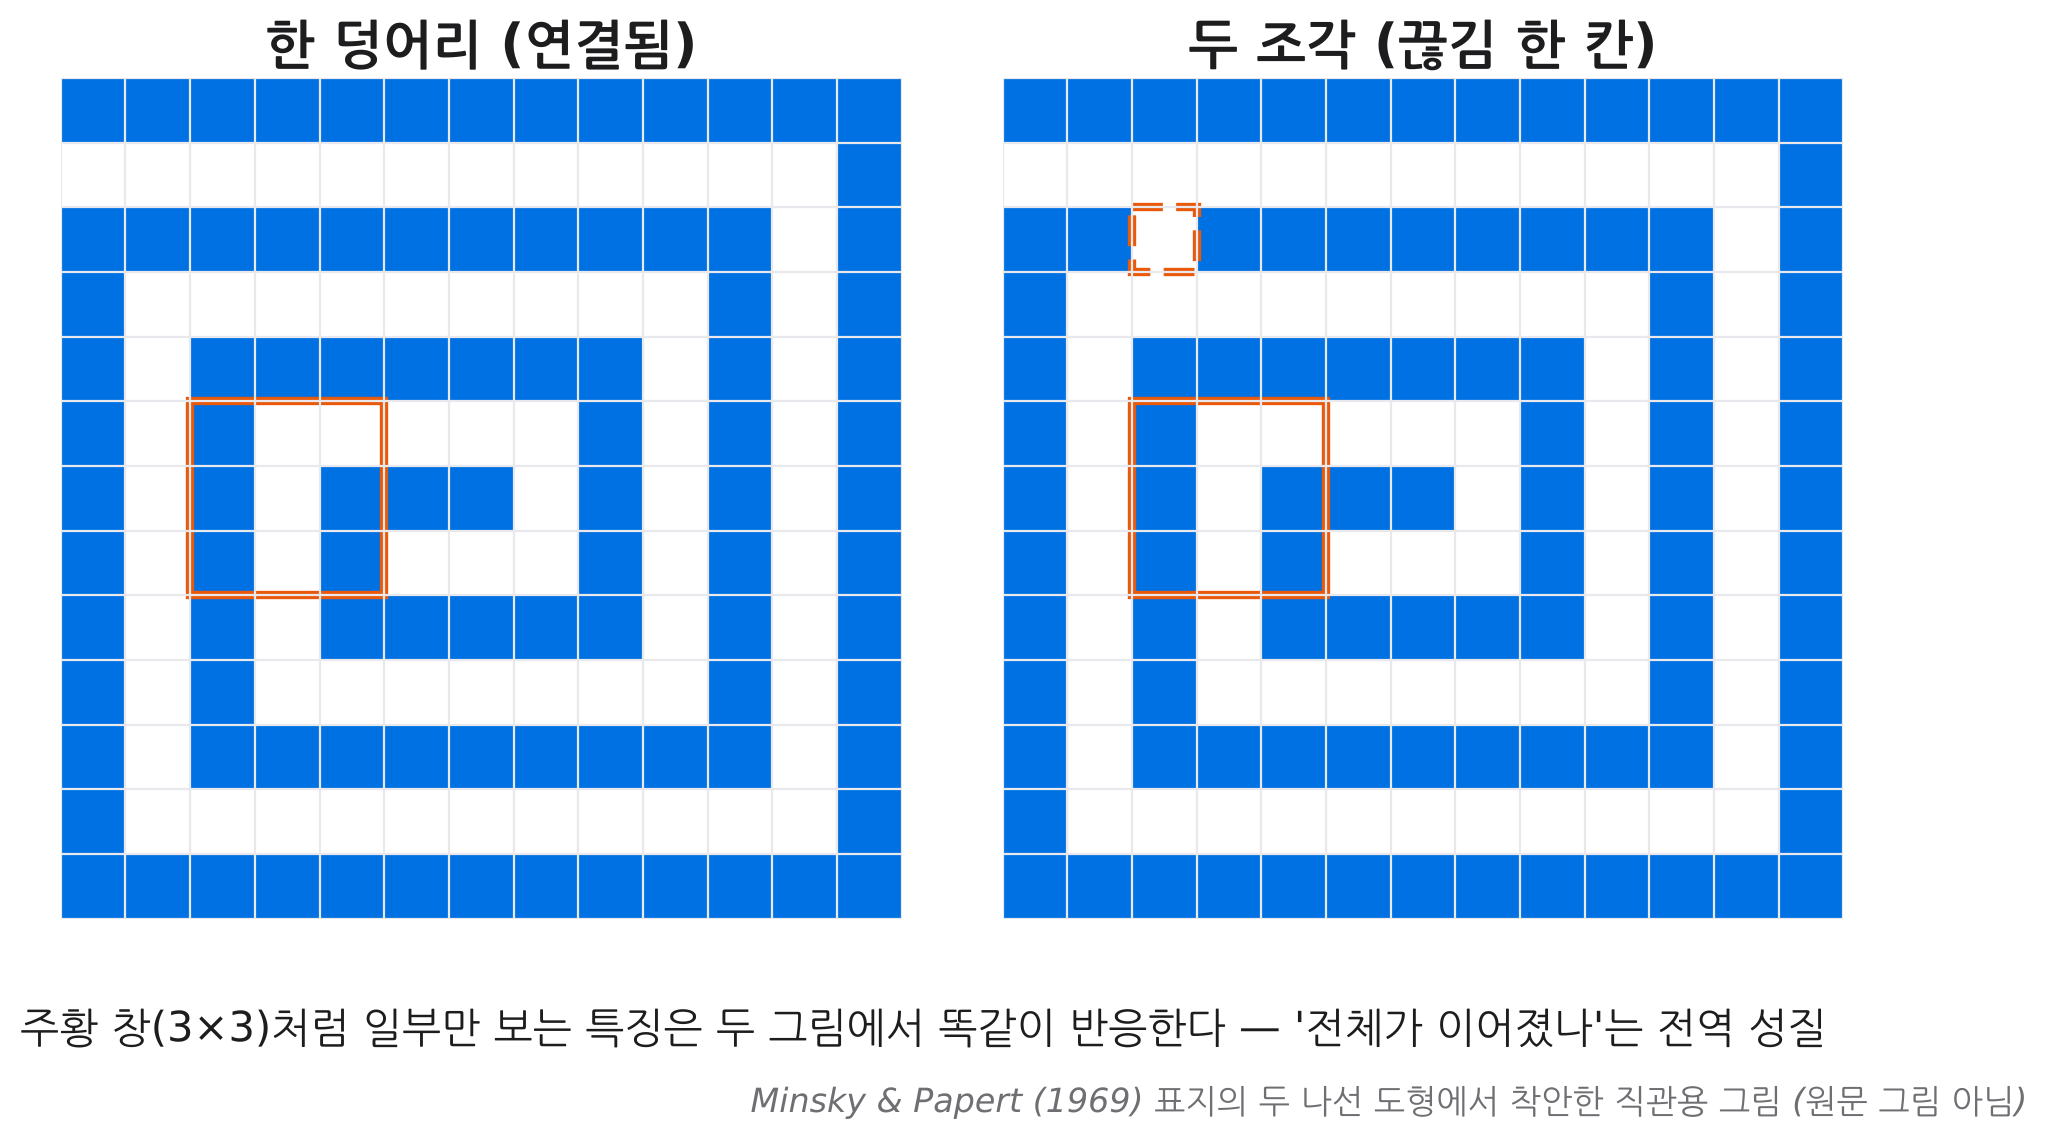 한 덩어리 (연결됨)
두 조각 (끊김 한 칸)
주황 창(3×3)처럼 일부만 보는 특징은 두 그림에서 똑같이 반응한다 — '전체가 이어졌나'는 전역 성질
Minsky & Papert (1969) 표지의 두 나선 도형에서 착안한 직관용 그림 (원문 그림 아님)